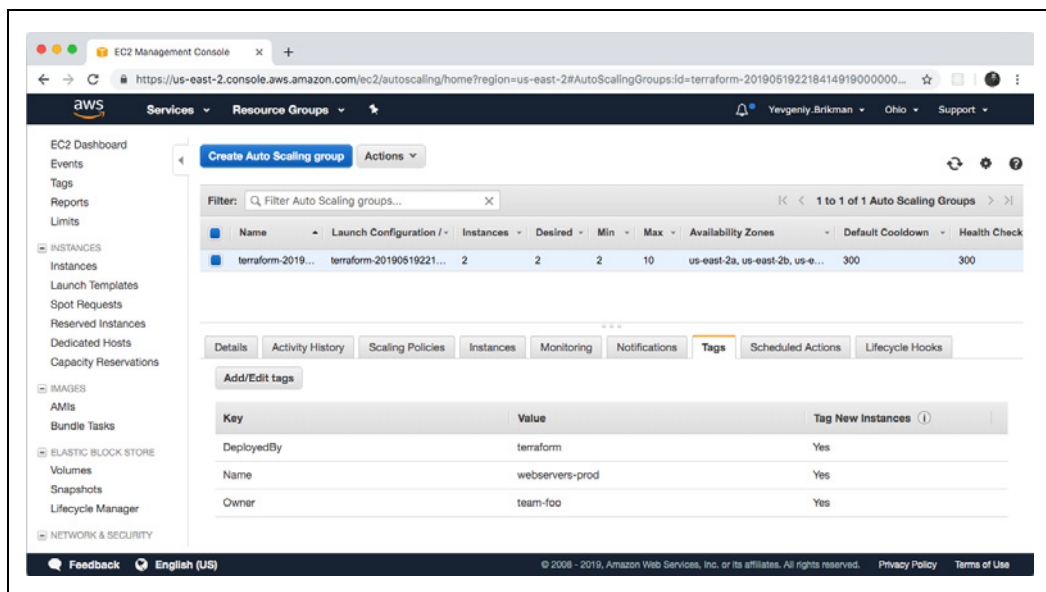 EC2 Management Console
https://us-east-2.console.aws.amazon.com/ec2/autoscaling/home?region=us-east-2#AutoScalingGroups:id=terraform-20190519221841491900000...
aws Services Resource Groups Yevgeniy.Brikman Ohio Support
EC2 Dashboard
Events
Tags
Reports
Limits
INSTANCES
Instances
Launch Templates
Spot Requests
Reserved Instances
Dedicated Hosts
Capacity Reservations
IMAGES
AMIs
Bundle Tasks
ELASTIC BLOCK STORE
Volumes
Snapshots
Lifecycle Manager
NETWORK & SECURITY
Create Auto Scaling group Actions
Filter: Filter Auto Scaling groups... 1 to 1 of 1 Auto Scaling Groups
Name Launch Configuration / Instances Desired Min Max Availability Zones Default Cooldown Health Check
terraform-2019... terraform-20190519221... 2 2 2 10 us-east-2a, us-east-2b, us-e... 300 300
Details Activity History Scaling Policies Instances Monitoring Notifications Tags Scheduled Actions Lifecycle Hooks
Add/Edit tags
Key Value Tag New Instances
DeployedBy terraform Yes
Name webservers-prod Yes
Owner team-foo Yes
Feedback English (US) © 2008 - 2019, Amazon Web Services, Inc. or its affiliates. All rights reserved. Privacy Policy Terms of Use